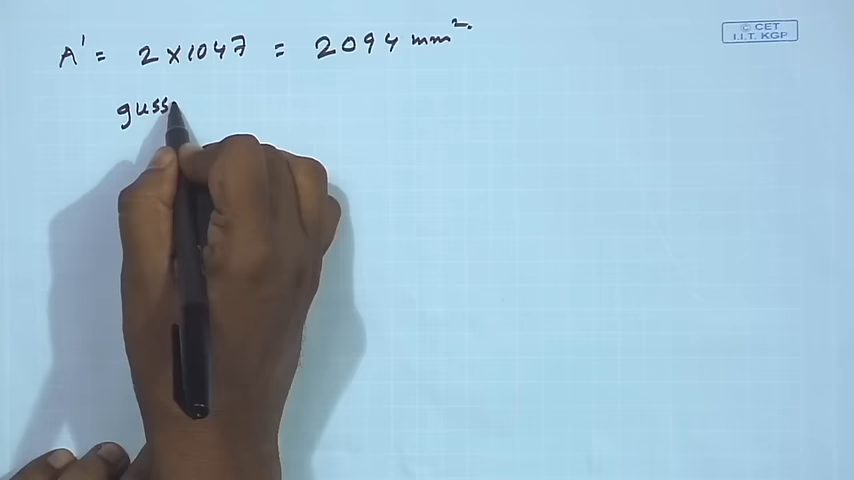 A' = 2 x 1047 = 2094 mm².
© CET
I.I.T. KGP
guss